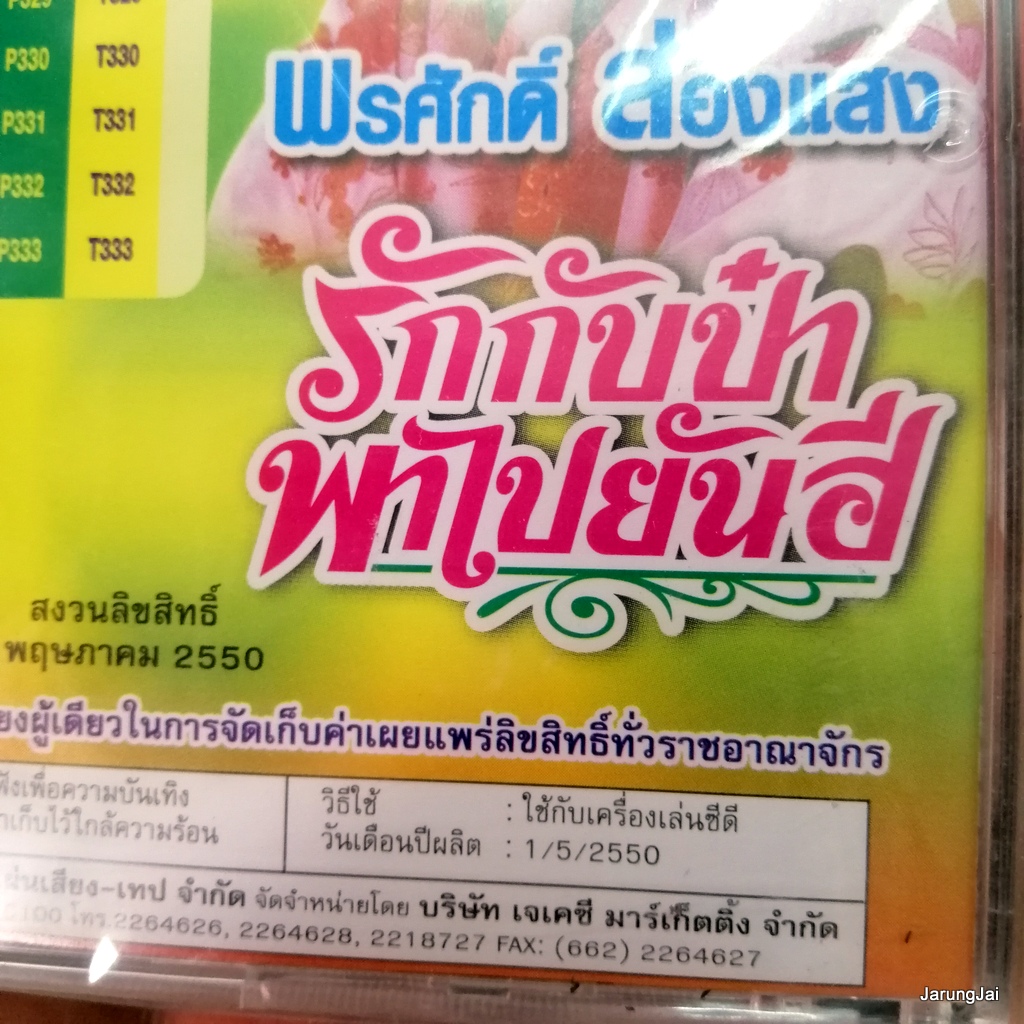 P329 T329
P330 T330
P331 T331
P332 T332
P333 T333
พรศักดิ์ ส่องแสง
รักกับป๋า
พาไปยันฮี
สงวนลิขสิทธิ์
พฤษภาคม 2550
ยงผู้เดียวในการจัดเก็บค่าเผยแพร่ลิขสิทธิ์ทั่วราชอาณาจักร
ฟังเพื่อความบันเทิง
เก็บไว้ใกล้ความร้อน
วิธีใช้ : ใช้กับเครื่องเล่นซีดี
วันเดือนปีผลิต : 1/5/2550
แผ่นเสียง-เทป จำกัด จัดจำหน่ายโดย บริษัท เจเคซี มาร์เก็ตติ้ง จำกัด
0100 โทร.2264626, 2264628, 2218727 FAX: (662) 2264627
JarungJai